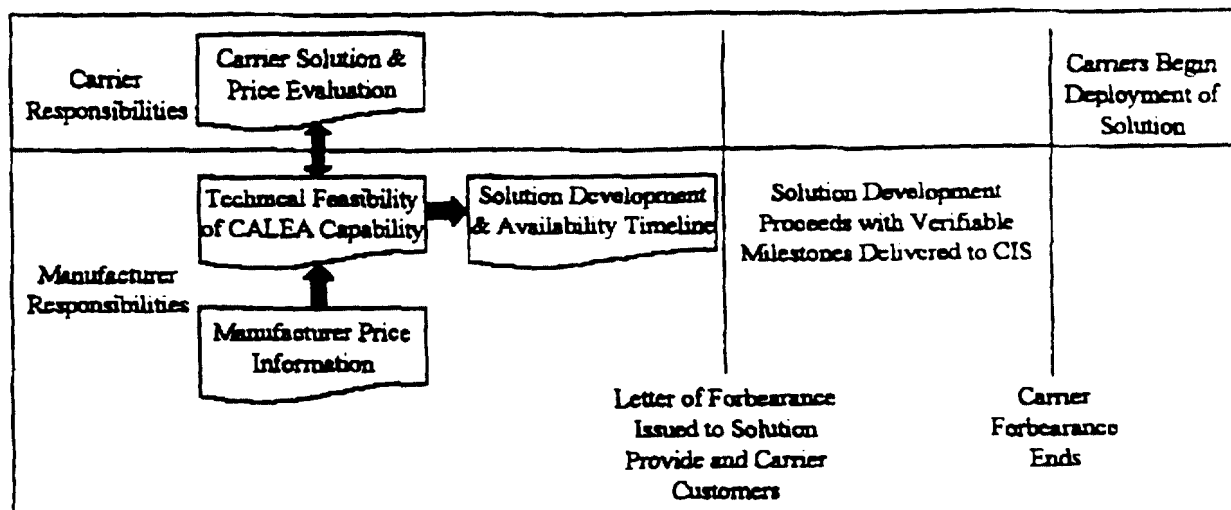 Carrier
Responsibilities
Carrier Solution &
Price Evaluation
Carriers Begin
Deployment of
Solution
Manufacturer
Responsibilities
Technical Feasibility
of CALEA Capability
Solution Development
& Availability Timeline
Solution Development
Proceeds with Verifiable
Milestones Delivered to CIS
Manufacturer Price
Information
Letter of Forbearance
Issued to Solution
Provide and Carrier
Customers
Carrier
Forbearance
Ends